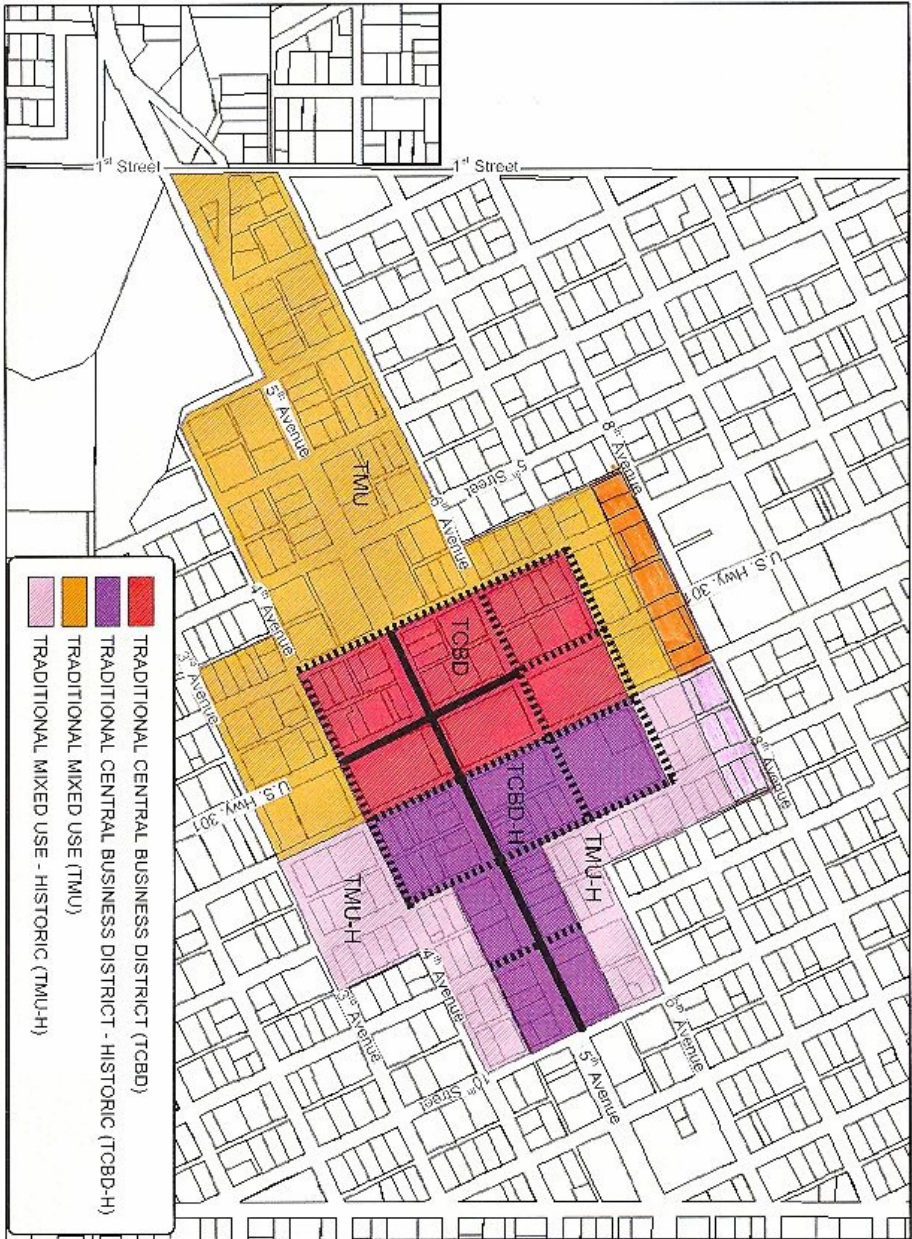 1st Street
1st Street
5th Avenue
TMU
5th Street
8th Avenue
6th Avenue
U.S. Hwy. 301
4th Avenue
3rd Avenue
TCBD
U.S. Hwy. 301
TCBD-H
TMU-H
8th Avenue
TMU-H
4th Avenue
3rd Avenue
6th Avenue
5th Avenue
10th Street
TRADITIONAL CENTRAL BUSINESS DISTRICT (TCBD)
TRADITIONAL CENTRAL BUSINESS DISTRICT - HISTORIC (TCBD-H)
TRADITIONAL MIXED USE (TMU)
TRADITIONAL MIXED USE - HISTORIC (TMU-H)